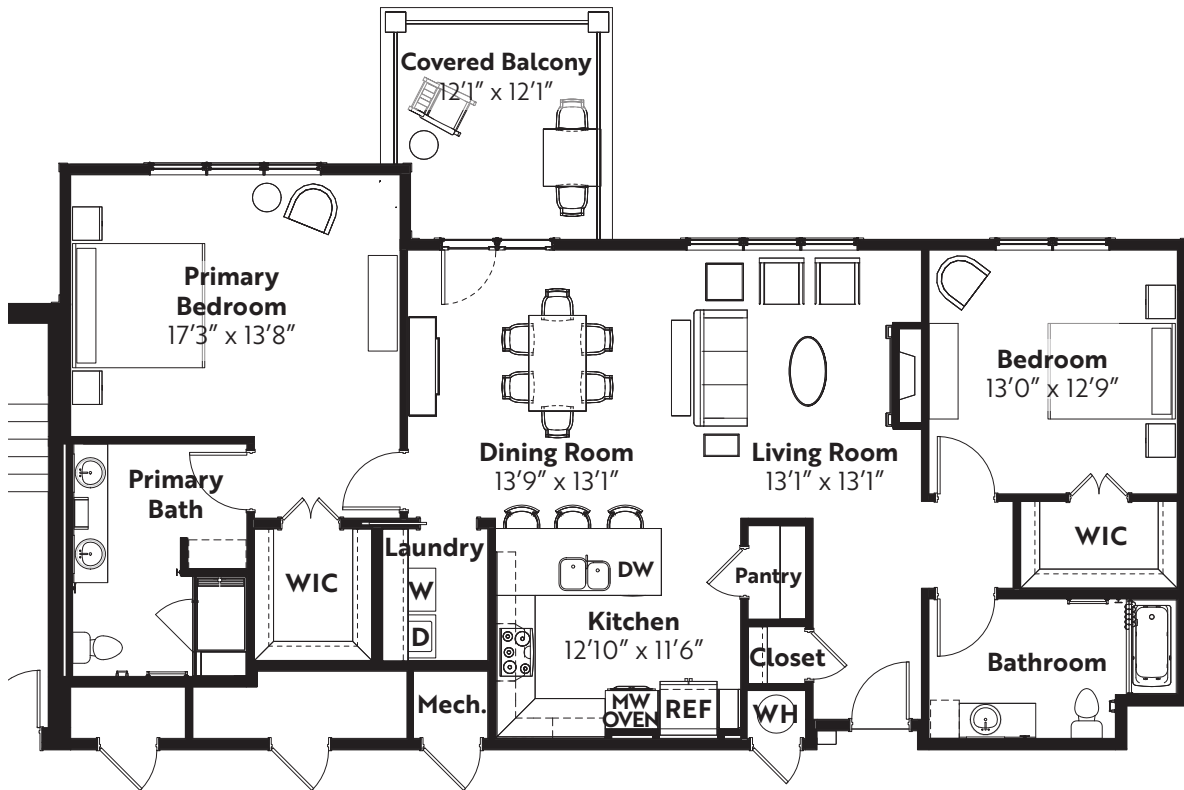 Covered Balcony
12'1" x 12'1"
Primary
Bedroom
17'3" x 13'8"
Bedroom
13'0" x 12'9"
Dining Room
13'9" x 13'1"
Living Room
13'1" x 13'1"
Primary
Bath
WIC
Laundry
W
D
DW
Pantry
WIC
Kitchen
12'10" x 11'6"
Closet
Bathroom
Mech.
MW
OVEN
REF
WH